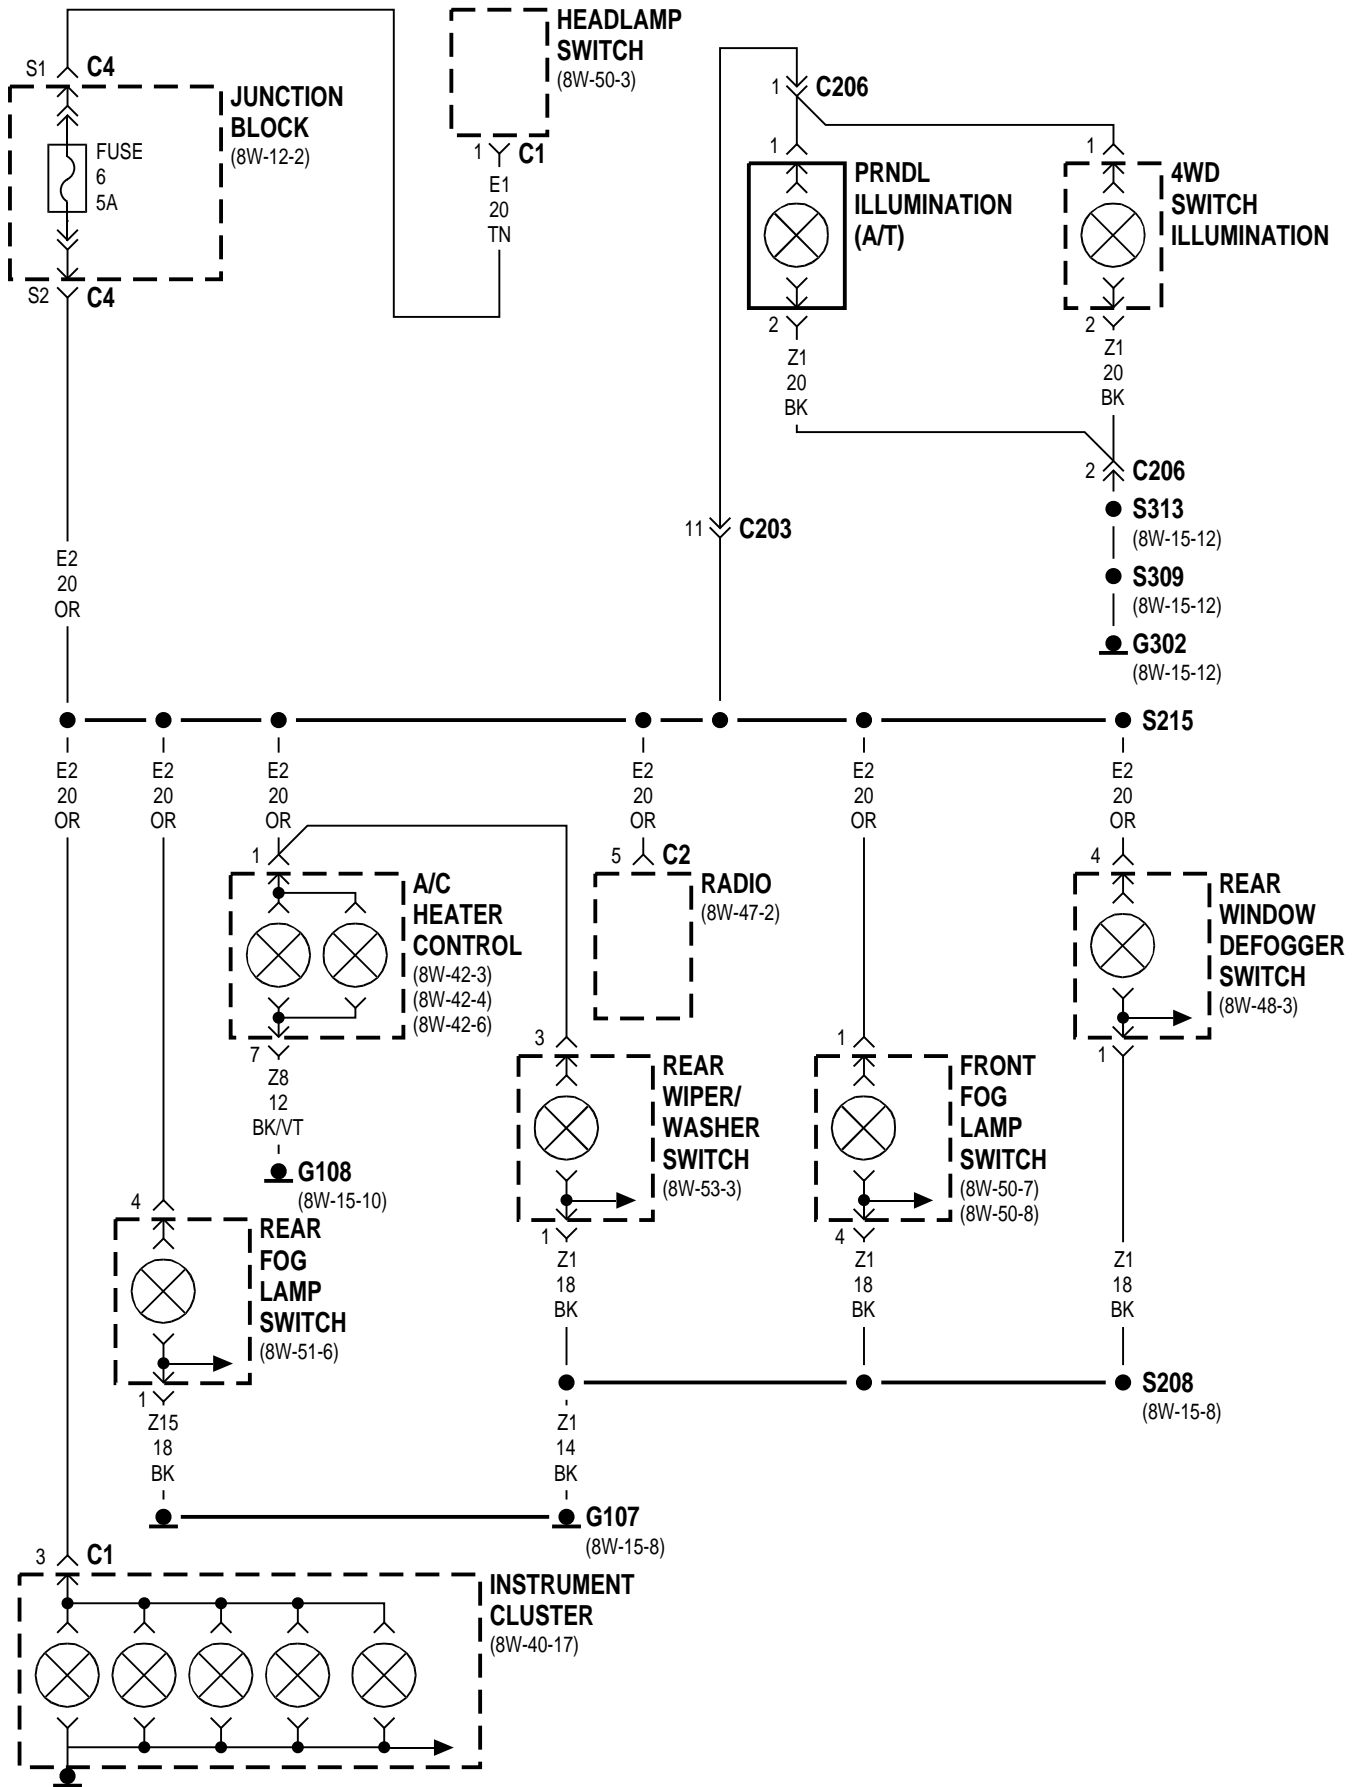 HEADLAMP
SWITCH
(8W-50-3)
S1
C4
JUNCTION
BLOCK
(8W-12-2)
FUSE
6
5A
S2
C4
1
C1
E1
20
TN
1
C206
1
PRNDL
ILLUMINATION
(A/T)
1
4WD
SWITCH
ILLUMINATION
2
Z1
20
BK
2
Z1
20
BK
2
C206
S313
(8W-15-12)
S309
(8W-15-12)
G302
(8W-15-12)
11
C203
E2
20
OR
S215
E2
20
OR
E2
20
OR
E2
20
OR
E2
20
OR
E2
20
OR
E2
20
OR
1
A/C
HEATER
CONTROL
(8W-42-3)
(8W-42-4)
(8W-42-6)
7
Z8
12
BK/VT
G108
(8W-15-10)
5
C2
RADIO
(8W-47-2)
4
REAR
WINDOW
DEFOGGER
SWITCH
(8W-48-3)
1
3
REAR
WIPER/
WASHER
SWITCH
(8W-53-3)
1
Z1
18
BK
1
FRONT
FOG
LAMP
SWITCH
(8W-50-7)
(8W-50-8)
4
Z1
18
BK
Z1
18
BK
4
REAR
FOG
LAMP
SWITCH
(8W-51-6)
1
Z15
18
BK
S208
(8W-15-8)
Z1
14
BK
G107
(8W-15-8)
3
C1
INSTRUMENT
CLUSTER
(8W-40-17)